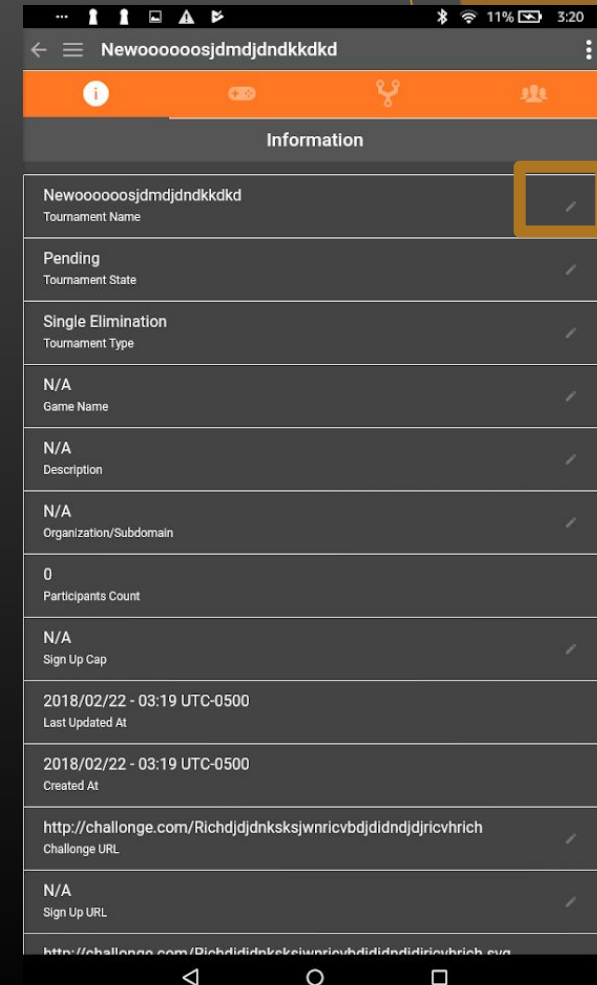 11% 3:20
Newoooooosjdmdjdndkkdkd
Information
Newoooooosjdmdjdndkkdkd
Tournament Name
Pending
Tournament State
Single Elimination
Tournament Type
N/A
Game Name
N/A
Description
N/A
Organization/Subdomain
0
Participants Count
N/A
Sign Up Cap
2018/02/22 - 03:19 UTC-0500
Last Updated At
2018/02/22 - 03:19 UTC-0500
Created At
http://challonge.com/Richdjdjdnksksjwnricvbdjdidndjdjricvhrich
Challonge URL
N/A
Sign Up URL